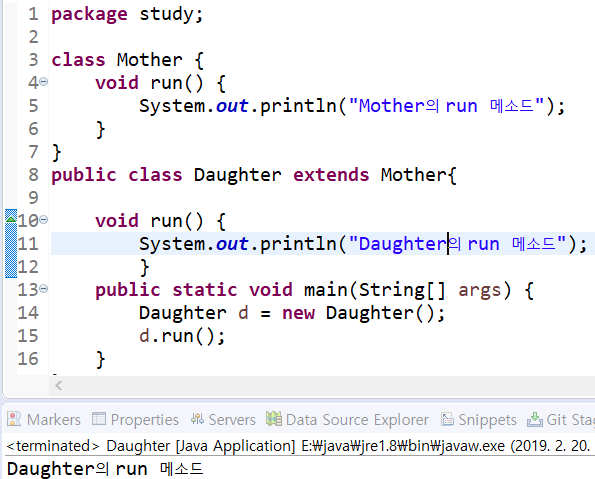 1 package study;
2
3 class Mother {
4 void run() {
5 System.out.println("Mother의 run 메소드");
6 }
7 }
8 public class Daughter extends Mother{
9
10 void run() {
11 System.out.println("Daughter의 run 메소드");
12 }
13 public static void main(String[] args) {
14 Daughter d = new Daughter();
15 d.run();
16 }
Markers Properties Servers Data Source Explorer Snippets Git Stag
<terminated> Daughter [Java Application] E:₩java₩jre1.8₩bin₩javaw.exe (2019. 2. 20.
Daughter의 run 메소드